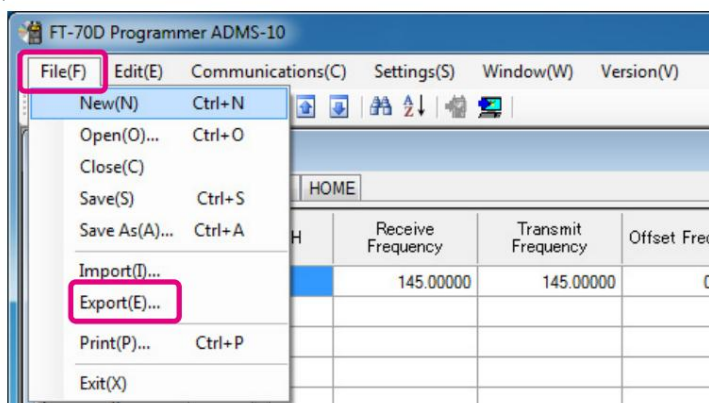 FT-70D Programmer ADMS-10
File(F) Edit(E) Communications(C) Settings(S) Window(W) Version(V)
New(N) Ctrl+N
Open(O)... Ctrl+O
Close(C)
Save(S) Ctrl+S
Save As(A)... Ctrl+A
Import(I)...
Export(E)...
Print(P)... Ctrl+P
Exit(X)
HOME
H
Receive
Frequency
Transmit
Frequency
Offset Fre
145.00000 145.00000 0